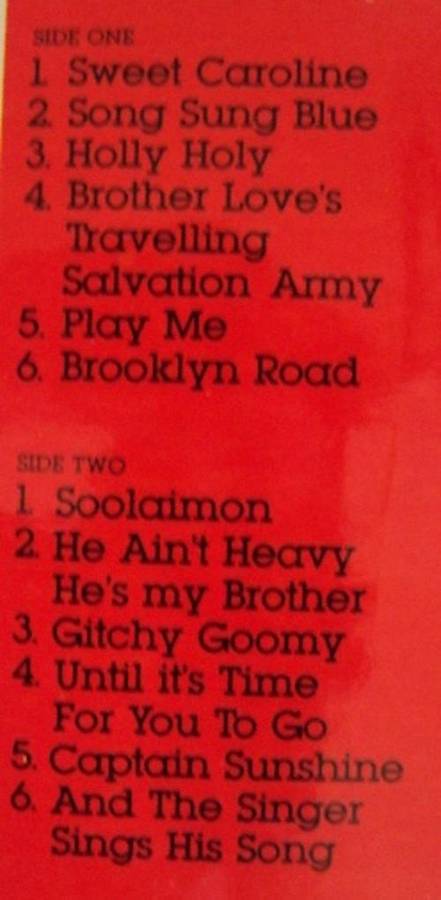 SIDE ONE
1. Sweet Caroline
2. Song Sung Blue
3. Holly Holy
4. Brother Love's
Travelling
Salvation Army
5. Play Me
6. Brooklyn Road
SIDE TWO
1. Soolaimon
2. He Ain't Heavy
He's my Brother
3. Gitchy Goomy
4. Until it's Time
For You To Go
5. Captain Sunshine
6. And The Singer
Sings His Song